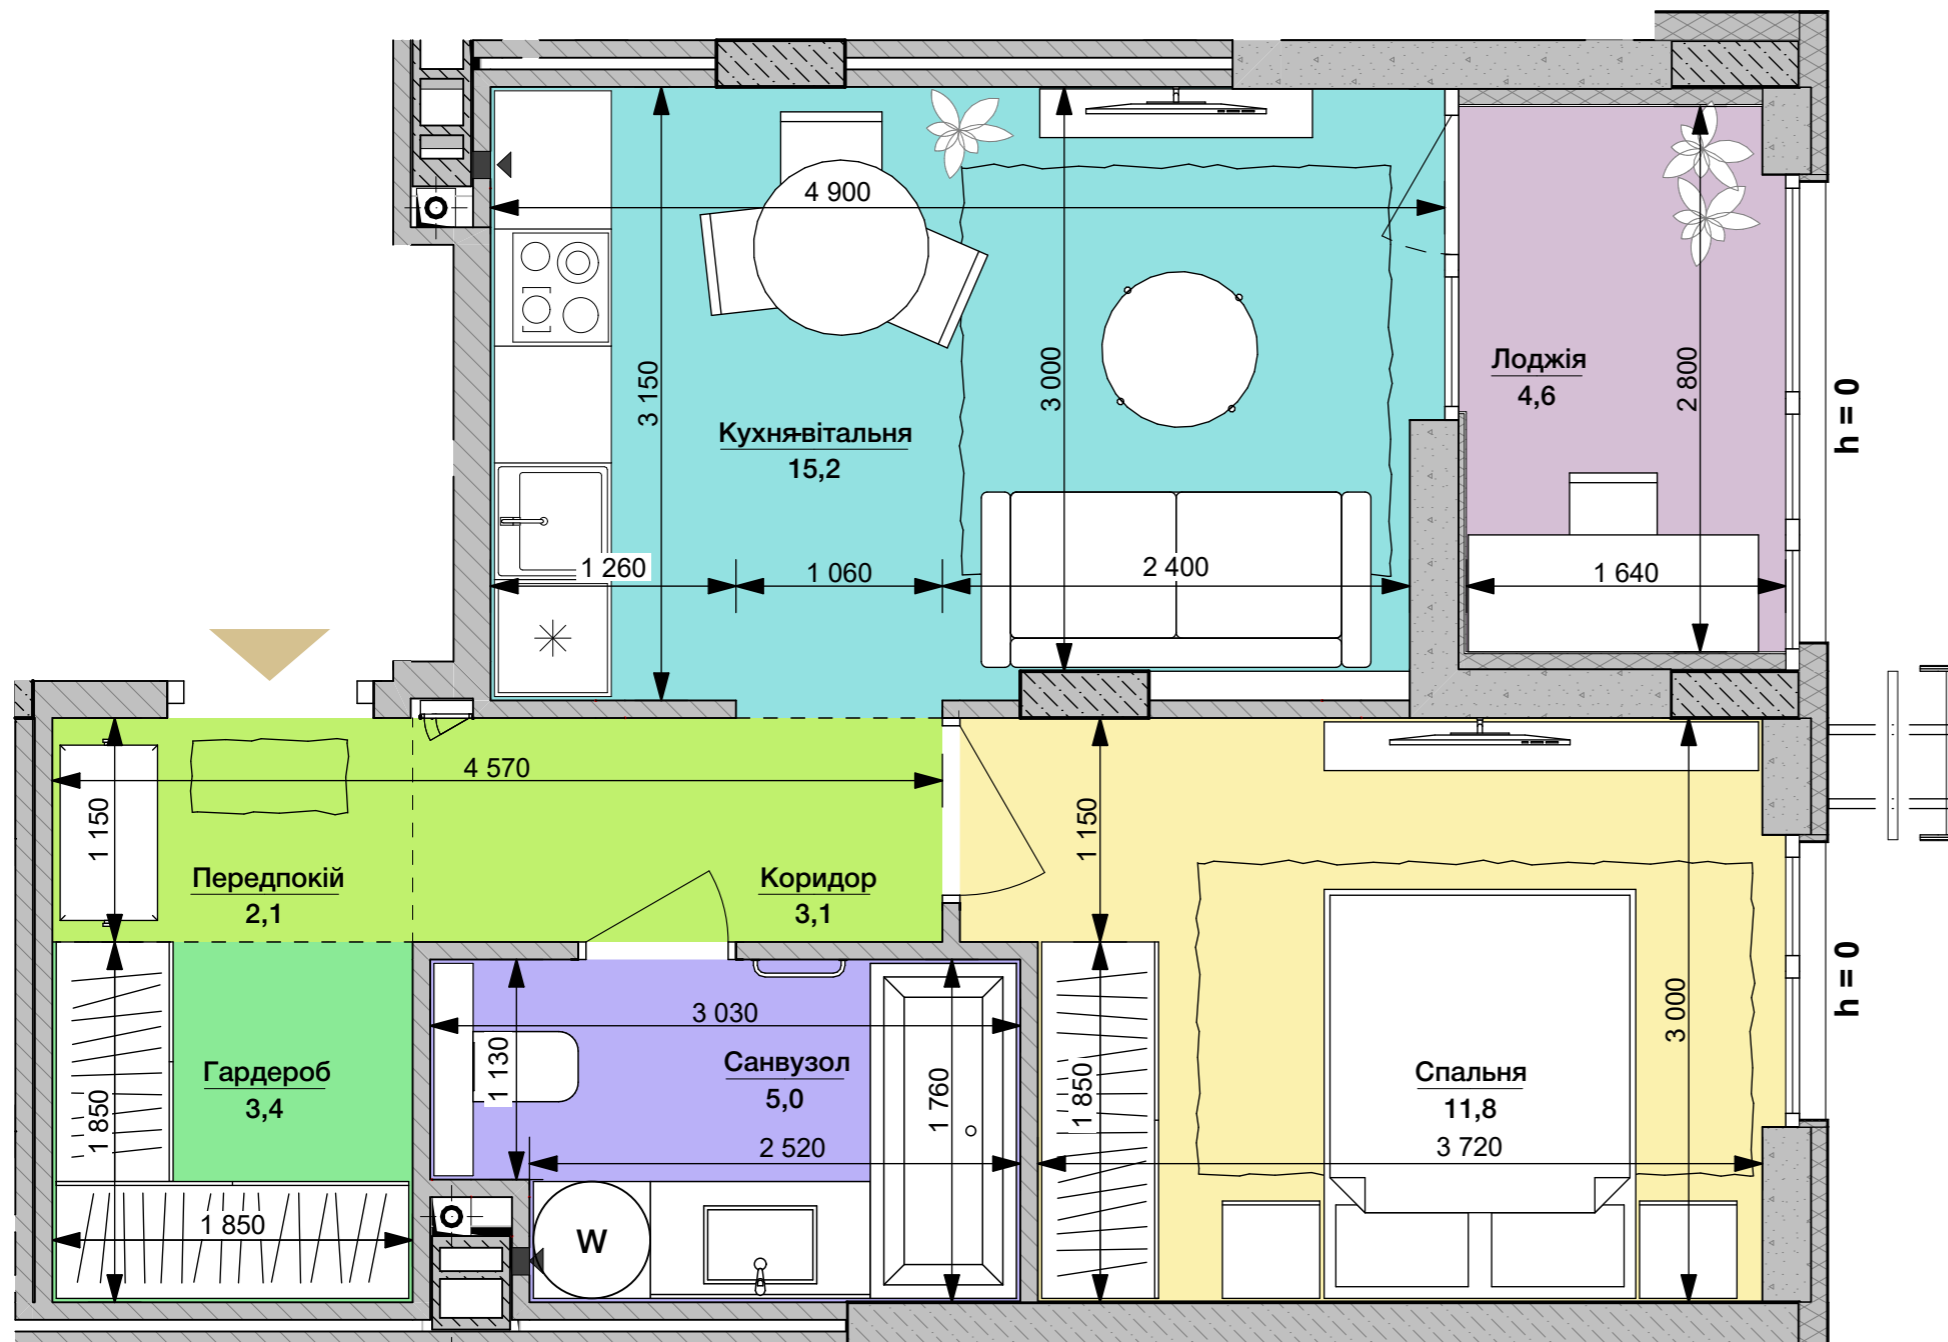 4 900
3 150
3 000
Кухня-вітальня
15,2
Лоджія
4,6
2 800
h = 0
1 260
1 060
2 400
1 640
4 570
1 150
Передпокій
2,1
Коридор
3,1
1 150
3 000
h = 0
Гардероб
3,4
1 850
1 850
3 030
1 130
Санвузол
5,0
1 760
2 520
W
1 850
Спальня
11,8
3 720